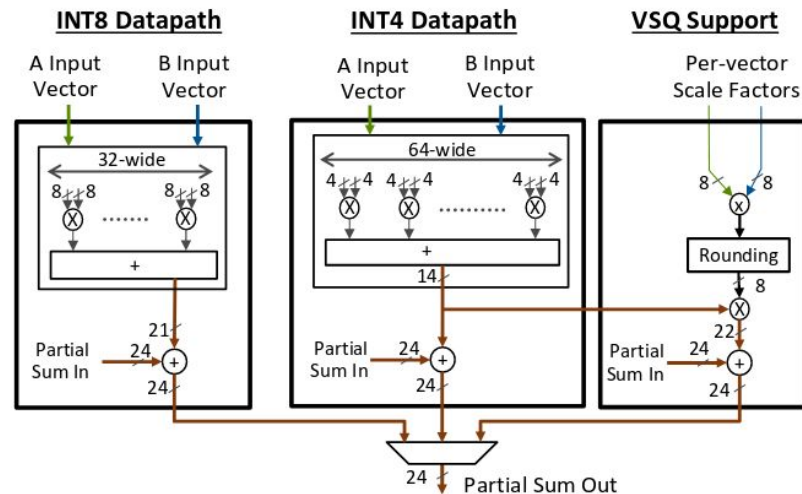 INT8 Datapath
INT4 Datapath
VSQ Support
A Input
Vector
B Input
Vector
A Input
Vector
B Input
Vector
Per-vector
Scale Factors
32-wide
8 8
8 8
X
........
X
+
21
Partial
Sum In
24
+
24
64-wide
4 4
4 4
4 4
X
X
..........
X
+
14
Partial
Sum In
24
+
24
8
8
x
Rounding
8
X
22
Partial
Sum In
24
+
24
24
Partial Sum Out